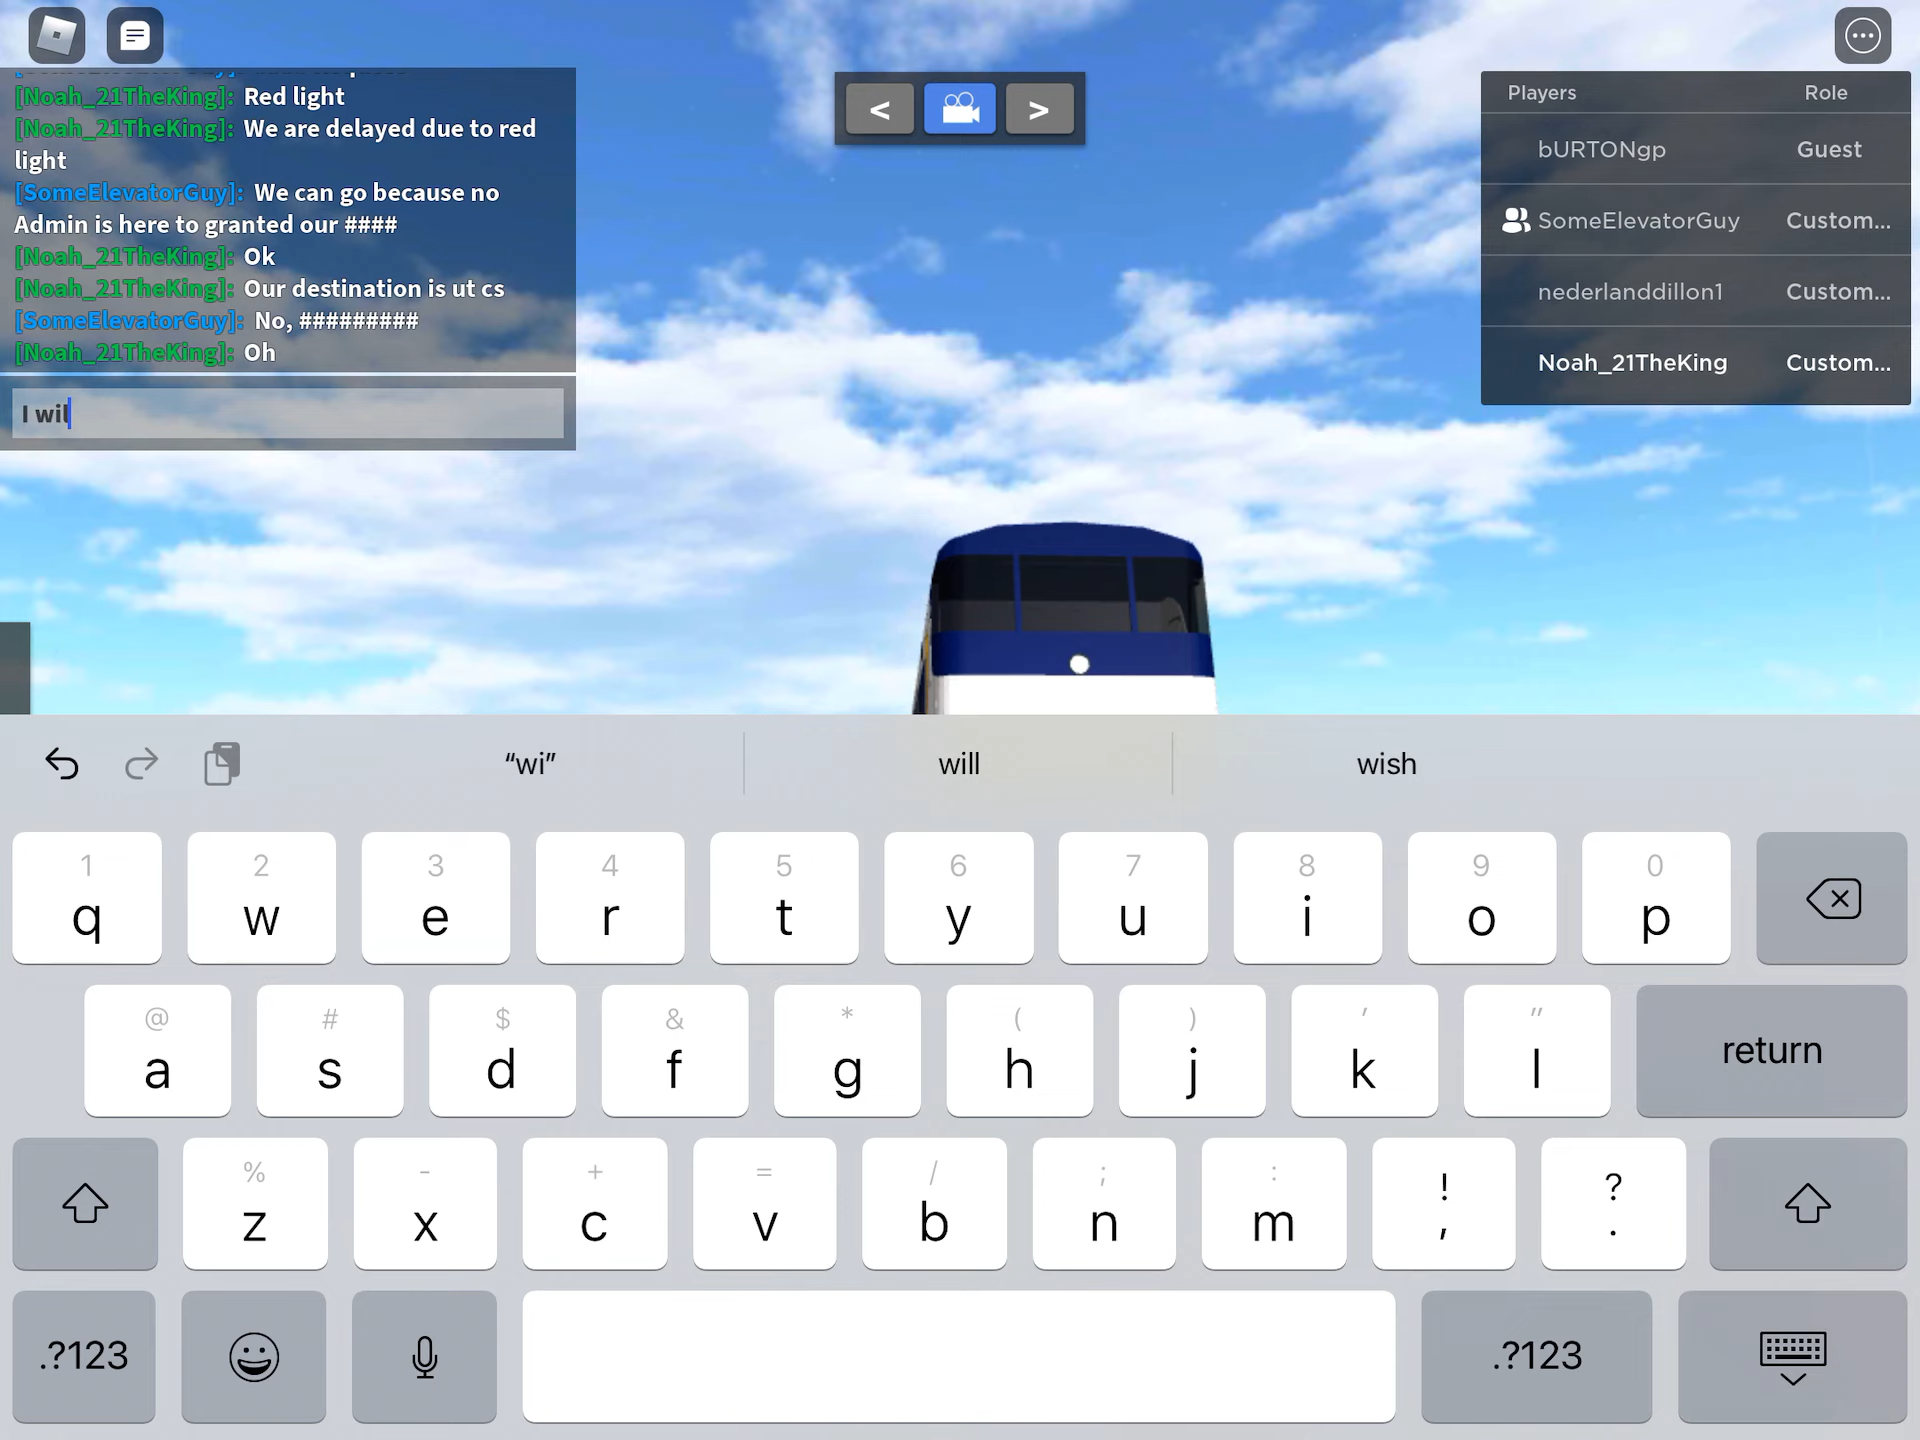 [Noah_21TheKing]: Red light
[Noah_21TheKing]: We are delayed due to red
light
[SomeElevatorGuy]: We can go because no
Admin is here to granted our ####
[Noah_21TheKing]: Ok
[Noah_21TheKing]: Our destination is ut cs
[SomeElevatorGuy]: No, #########
[Noah_21TheKing]: Oh
I wil
< >
Players Role
bURTONgp Guest
SomeElevatorGuy Custom...
nederlanddillon1 Custom...
Noah_21TheKing Custom...
“wi” will wish
1 2 3 4 5 6 7 8 9 0
q w e r t y u i o p
@ # $ & * ( ) ' "
a s d f g h j k l return
% - + = / ; : ! ?
z x c v b n m , .
.?123 .?123